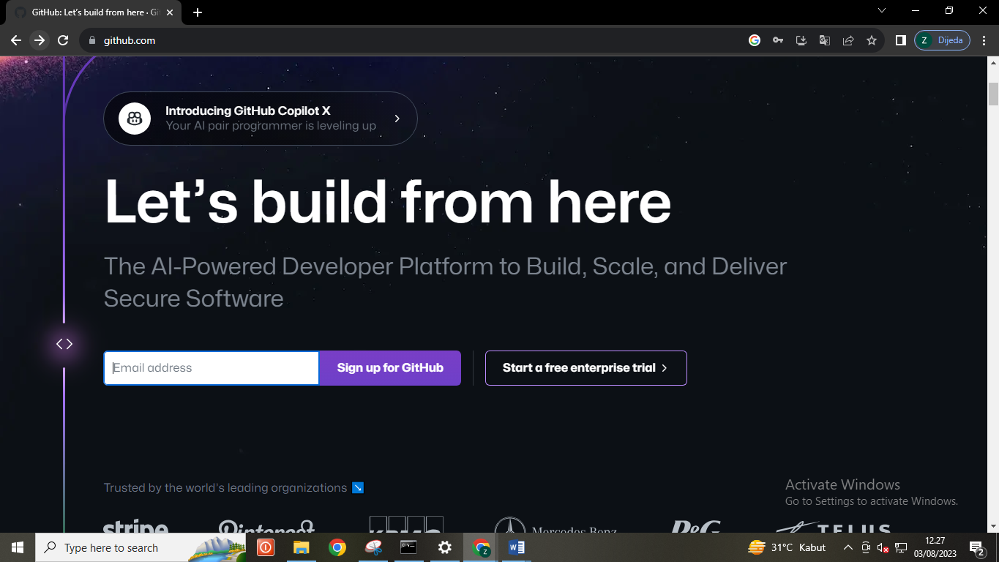 GitHub: Let's build from here · Gi
github.com
Z Dijeda
Introducing GitHub Copilot X
Your AI pair programmer is leveling up
Let's build from here
The AI-Powered Developer Platform to Build, Scale, and Deliver
Secure Software
Email address
Sign up for GitHub
Start a free enterprise trial
Trusted by the world's leading organizations
Activate Windows
Go to Settings to activate Windows.
stripe Pinterest KPMG Mercedes-Benz P&G TELUS
Type here to search
31°C Kabut
12.27
03/08/2023
2